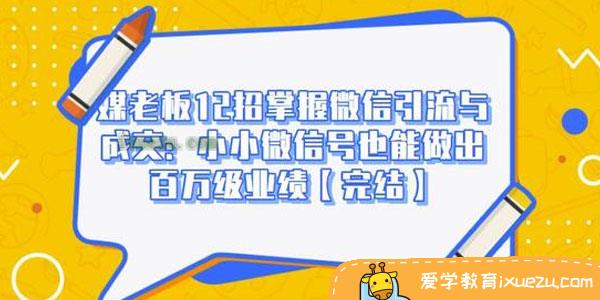 媒老板12招掌握微信引流与
成交：小小微信号也能做出
百万级业绩【完结】
爱学教育ixuezu.com